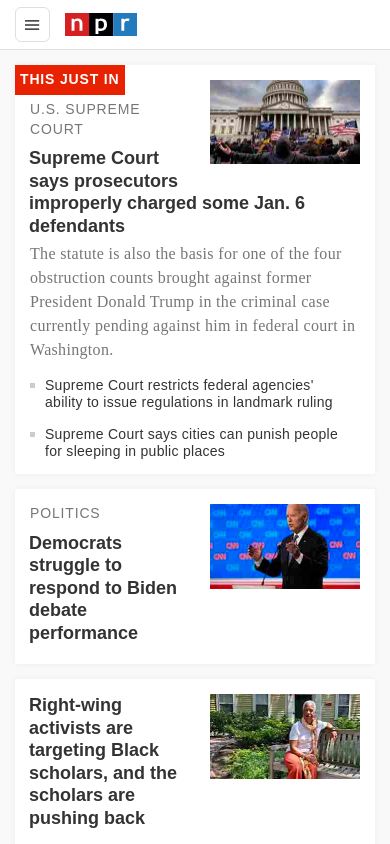 npr
THIS JUST IN
U.S. SUPREME
COURT
Supreme Court
says prosecutors
improperly charged some Jan. 6
defendants
The statute is also the basis for one of the four
obstruction counts brought against former
President Donald Trump in the criminal case
currently pending against him in federal court in
Washington.
Supreme Court restricts federal agencies'
ability to issue regulations in landmark ruling
Supreme Court says cities can punish people
for sleeping in public places
POLITICS
Democrats
struggle to
respond to Biden
debate
performance
CNN
Right-wing
activists are
targeting Black
scholars, and the
scholars are
pushing back